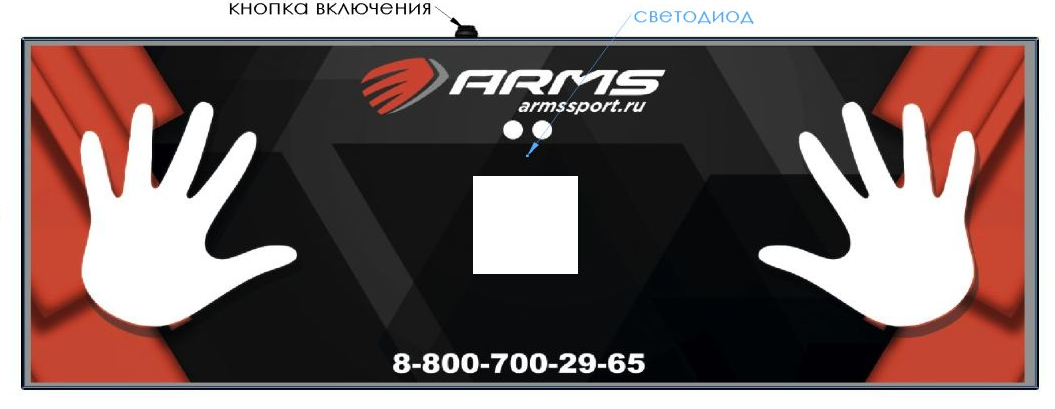 кнопка включения
светодиод
ARMS
armssport.ru
8-800-700-29-65